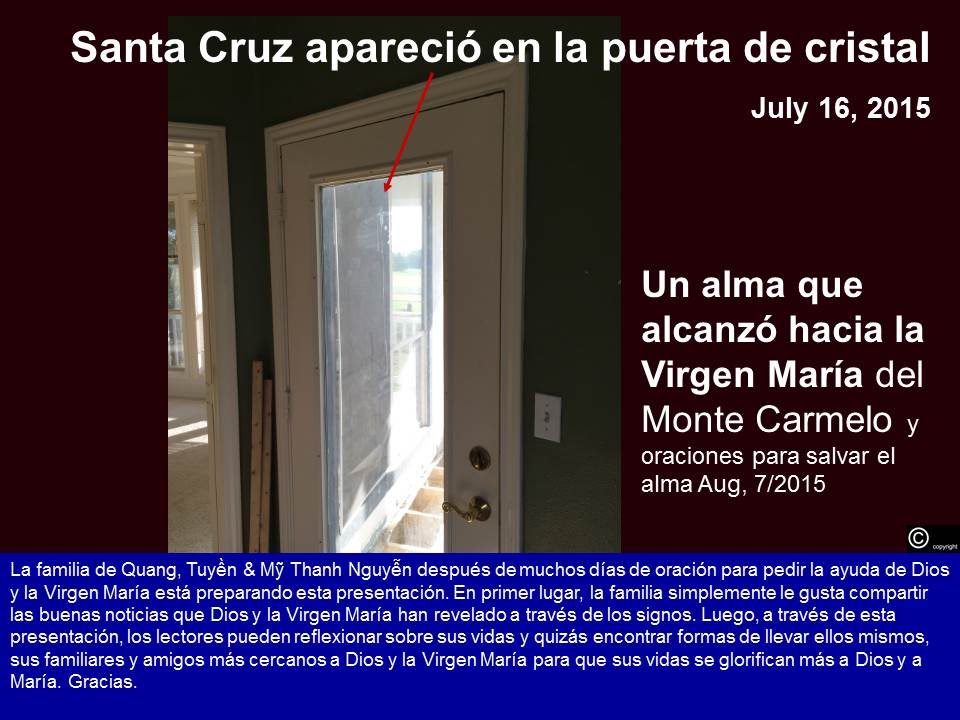 Santa Cruz apareció en la puerta de cristal
July 16, 2015
Un alma que
alcanzó hacia la
Virgen María del
Monte Carmelo y
oraciones para salvar el
alma Aug, 7/2015
© copyright
La familia de Quang, Tuyền & Mỹ Thanh Nguyễn después de muchos días de oración para pedir la ayuda de Dios
y la Virgen María está preparando esta presentación. En primer lugar, la familia simplemente le gusta compartir
las buenas noticias que Dios y la Virgen María han revelado a través de los signos. Luego, a través de esta
presentación, los lectores pueden reflexionar sobre sus vidas y quizás encontrar formas de llevar ellos mismos,
sus familiares y amigos más cercanos a Dios y la Virgen María para que sus vidas se glorifican más a Dios y a
María. Gracias.